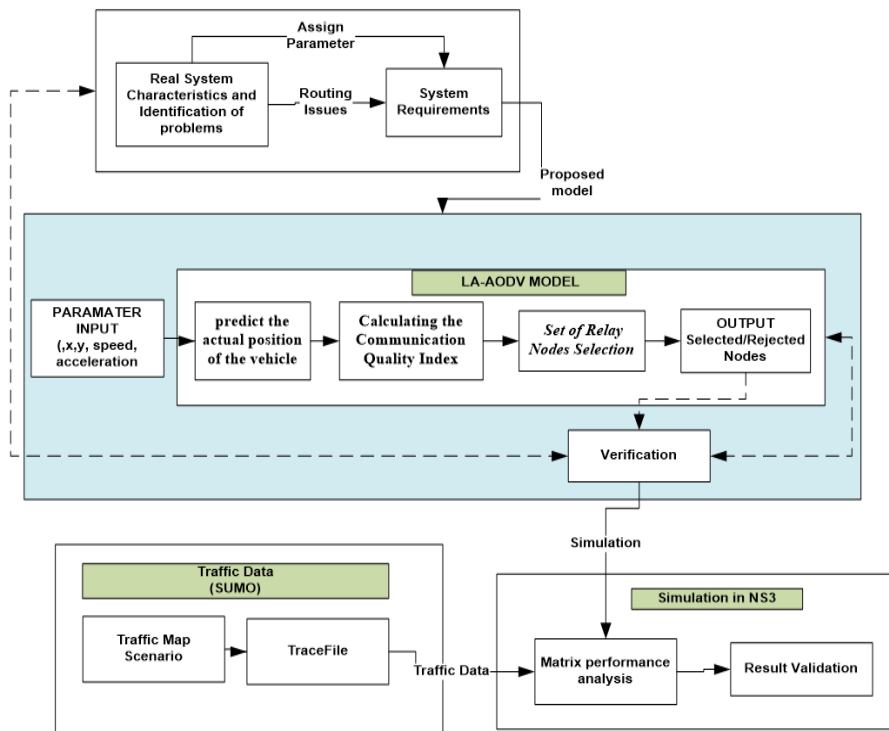 Assign
Parameter
Real System
Characteristics and
Identification of
problems
Routing
Issues
System
Requirements
Proposed
model
LA-AODV MODEL
PARAMATER
INPUT
(,x,y, speed,
acceleration
predict the
actual position
of the vehicle
Calculating the
Communication
Quality Index
Set of Relay
Nodes Selection
OUTPUT
Selected/Rejected
Nodes
Verification
Simulation
Traffic Data
(SUMO)
Traffic Map
Scenario
TraceFile
Traffic Data
Simulation in NS3
Matrix performance
analysis
Result Validation